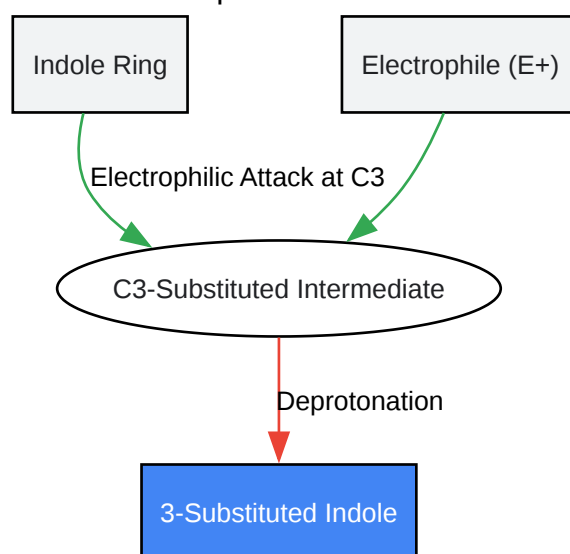 Indole Ring
Electrophile (E+)
Electrophilic Attack at C3
C3-Substituted Intermediate
Deprotonation
3-Substituted Indole